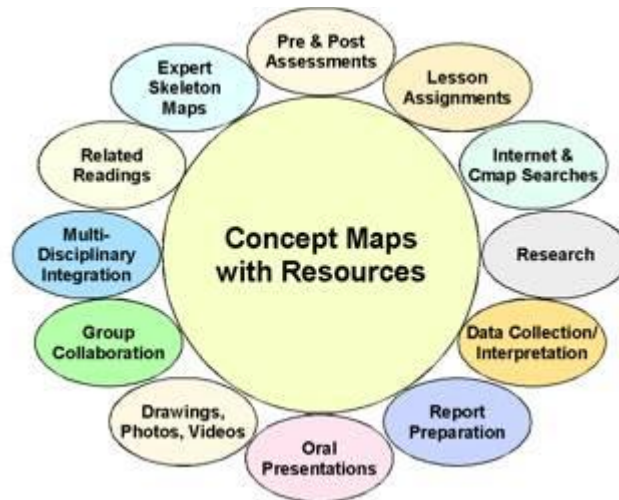 Pre & Post
Assessments
Lesson
Assignments
Internet &
Cmap Searches
Research
Data Collection/
Interpretation
Report
Preparation
Oral
Presentations
Drawings,
Photos, Videos
Group
Collaboration
Multi-
Disciplinary
Integration
Related
Readings
Expert
Skeleton
Maps
Concept Maps
with Resources